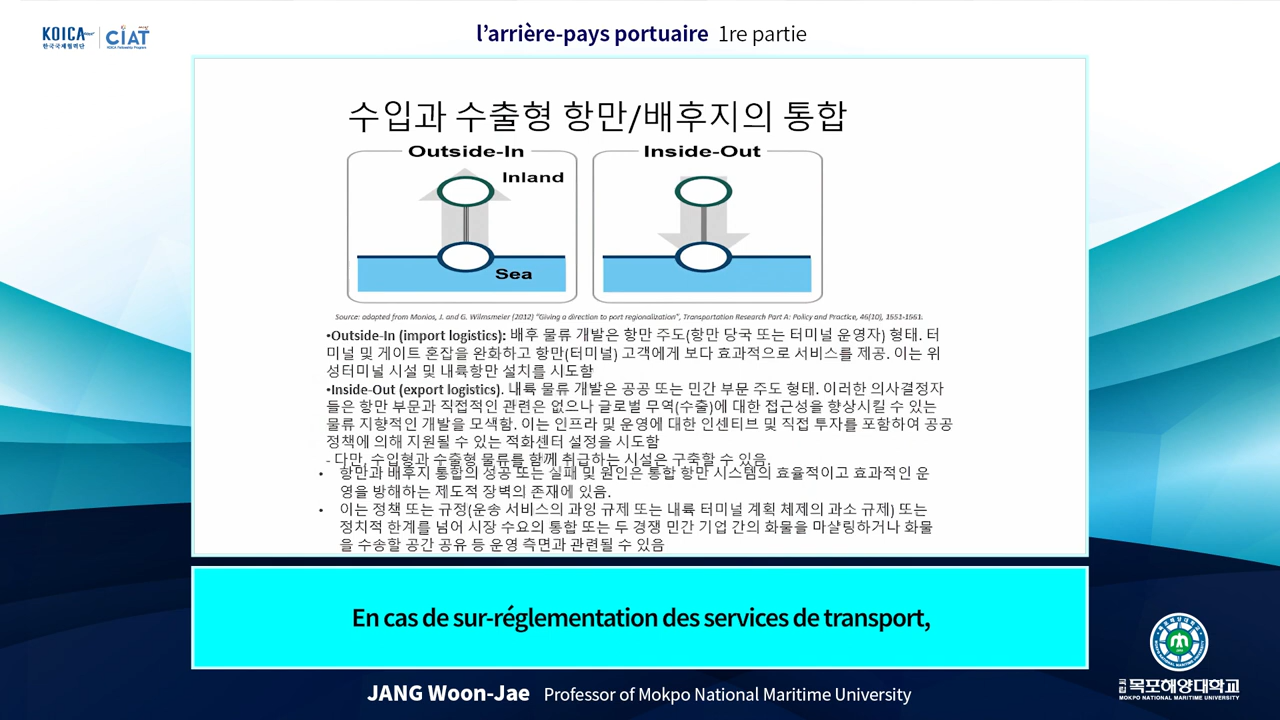 KOICA
한국국제협력단
CIAT
KOICA Fellowship Program
l'arrière-pays portuaire 1re partie
수입과 수출형 항만/배후지의 통합
Outside-In
Inside-Out
Inland
Sea
Source: adapted from Monios, J. and G. Wilmsmeier (2012) "Giving a direction to port regionalization", Transportation Research Part A: Policy and Practice, 46(10), 1551-1561.
•Outside-In (import logistics): 배후 물류 개발은 항만 주도(항만 당국 또는 터미널 운영자) 형태. 터
미널 및 게이트 혼잡을 완화하고 항만(터미널) 고객에게 보다 효과적으로 서비스를 제공. 이는 위
성터미널 시설 및 내륙항만 설치를 시도함
•Inside-Out (export logistics). 내륙 물류 개발은 공공 또는 민간 부문 주도 형태. 이러한 의사결정자
들은 항만 부문과 직접적인 관련은 없으나 글로벌 무역(수출)에 대한 접근성을 향상시킬 수 있는
물류 지향적인 개발을 모색함. 이는 인프라 및 운영에 대한 인센티브 및 직접 투자를 포함하여 공공
정책에 의해 지원될 수 있는 적화센터 설정을 시도함
- 다만, 수입형과 수출형 물류를 함께 취급하는 시설은 구축할 수 있음.
• 항만과 배후지 통합의 성공 또는 실패 및 원인은 통합 항만 시스템의 효율적이고 효과적인 운
영을 방해하는 제도적 장벽의 존재에 있음.
• 이는 정책 또는 규정(운송 서비스의 과잉 규제 또는 내륙 터미널 계획 체제의 과소 규제) 또는
정치적 한계를 넘어 시장 수요의 통합 또는 두 경쟁 민간 기업 간의 화물을 마샬링하거나 화물
을 수송할 공간 공유 등 운영 측면과 관련될 수 있음
En cas de sur-réglementation des services de transport,
JANG Woon-Jae Professor of Mokpo National Maritime University
국립 목포해양대학교
MOKPO NATIONAL MARITIME UNIVERSITY